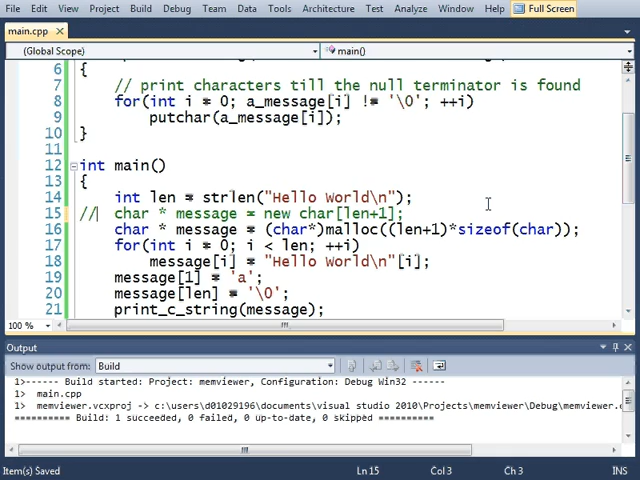 File Edit View Project Build Debug Team Data Tools Architecture Test Analyze Window Help Full Screen
main.cpp
(Global Scope) main()
6 {
7 // print characters till the null terminator is found
8 for(int i = 0; a_message[i] != '\0'; ++i)
9 putchar(a_message[i]);
10 }
11
12 int main()
13 {
14 int len = strlen("Hello World\n");
15 // char * message = new char[len+1];
16 char * message = (char*)malloc((len+1)*sizeof(char));
17 for(int i = 0; i < len; ++i)
18 message[i] = "Hello World\n"[i];
19 message[1] = 'a';
20 message[len] = '\0';
21 print_c_string(message);
100 %
Output
Show output from: Build
1>------ Build started: Project: memviewer, Configuration: Debug Win32 ------
1> main.cpp
1> memviewer.vcxproj -> c:\users\d01029196\documents\visual studio 2010\Projects\memviewer\Debug\memviewer.e
========== Build: 1 succeeded, 0 failed, 0 up-to-date, 0 skipped ==========
Item(s) Saved Ln 15 Col 3 Ch 3